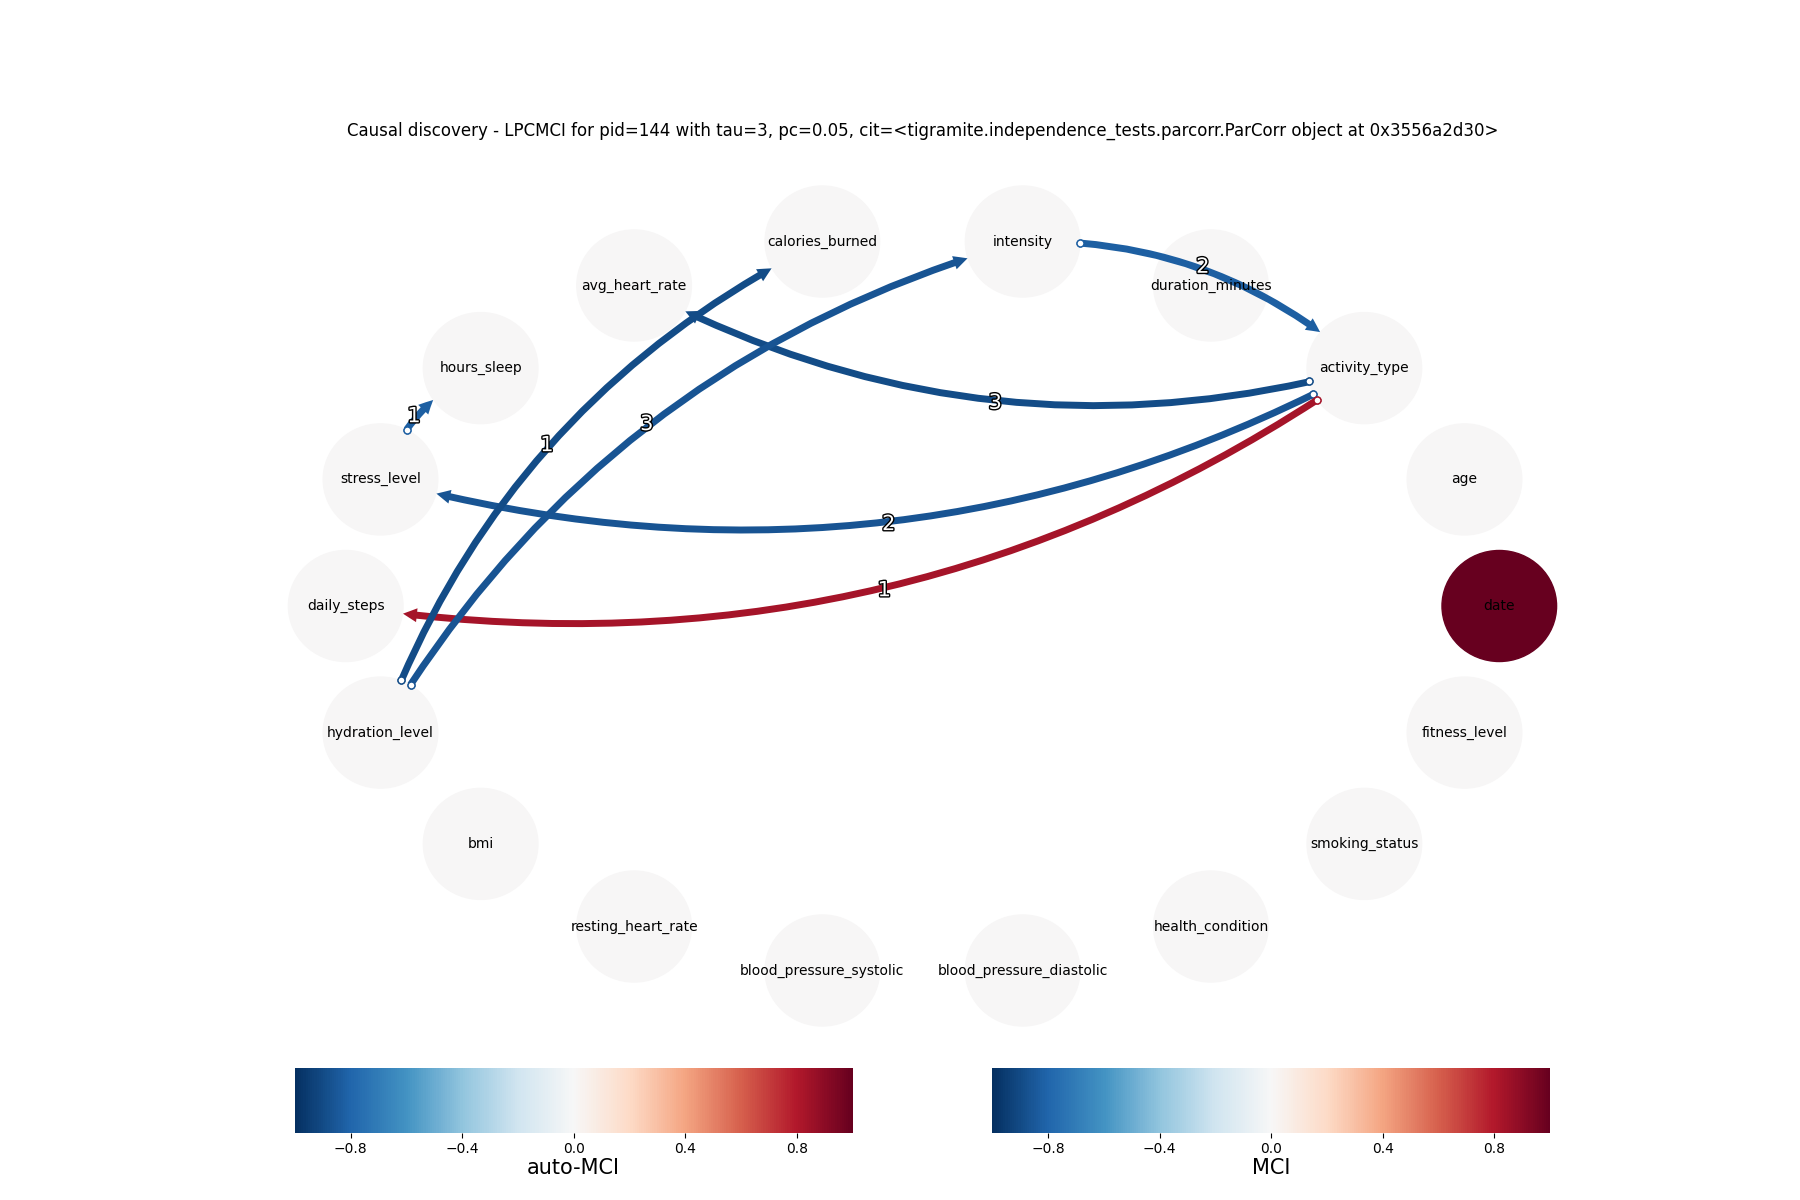 Causal discovery - LPCMCI for pid=144 with tau=3, pc=0.05, cit=<tigramite.independence_tests.parcorr.ParCorr object at 0x3556a2d30>
calories_burned
intensity
2
avg_heart_rate
duration_minutes
hours_sleep
activity_type
3
1
3
1
stress_level
age
2
1
daily_steps
date
hydration_level
fitness_level
bmi
smoking_status
resting_heart_rate
health_condition
blood_pressure_systolic
blood_pressure_diastolic
−0.8 −0.4 0.0 0.4 0.8
auto-MCI
−0.8 −0.4 0.0 0.4 0.8
MCI